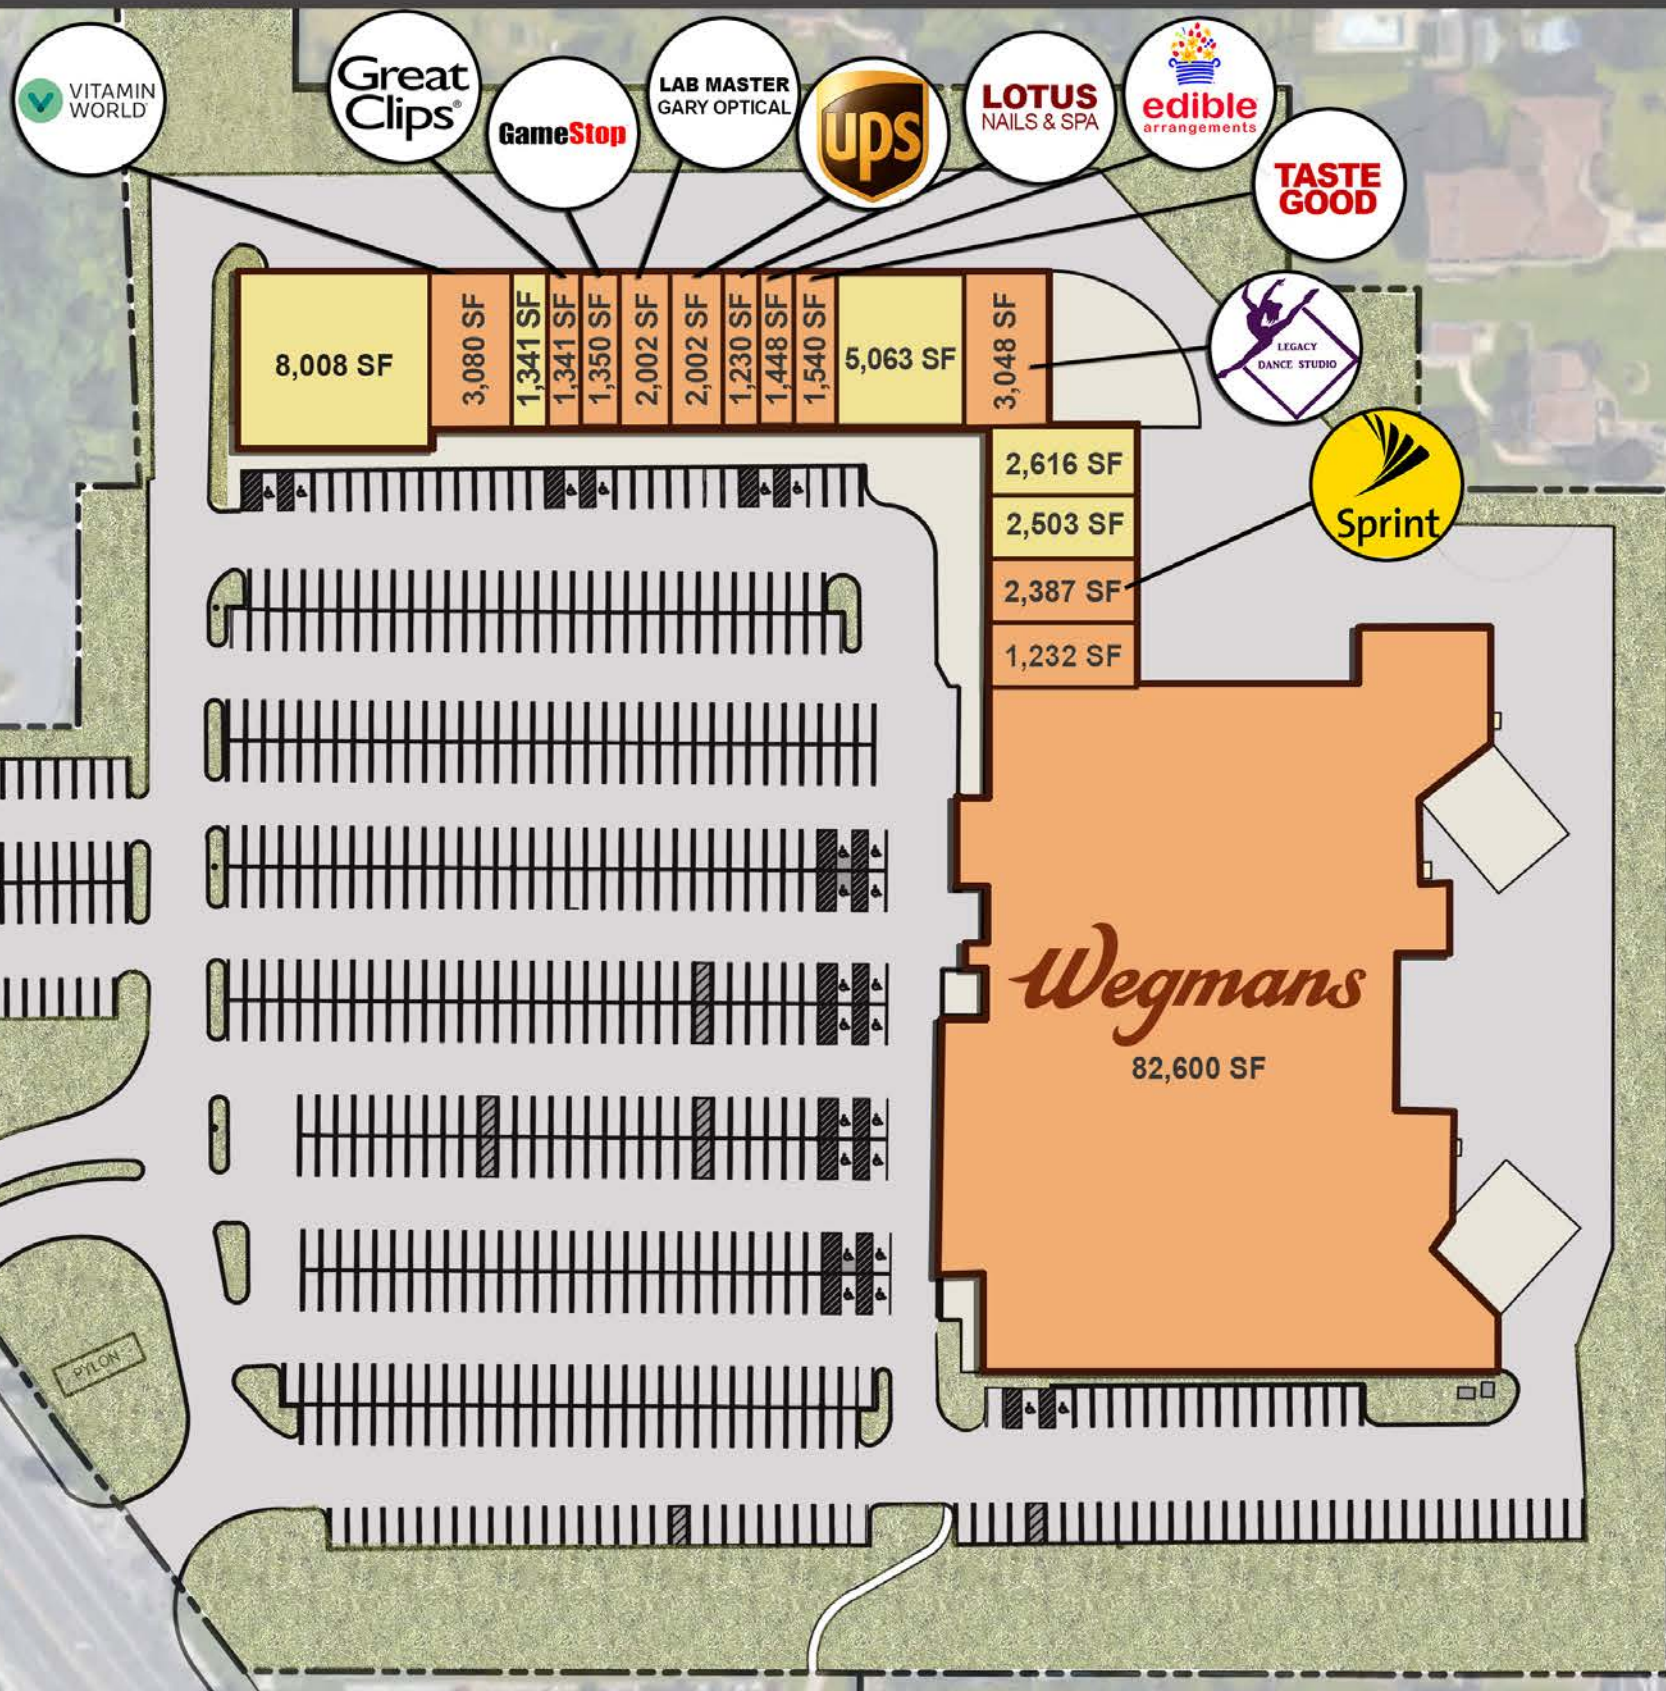 VITAMIN
WORLD
Great
Clips®
GameStop
LAB MASTER
GARY OPTICAL
ups
LOTUS
NAILS & SPA
edible
arrangements
TASTE
GOOD
LEGACY
DANCE STUDIO
Sprint
8,008 SF
3,080 SF
1,341 SF
1,341 SF
1,350 SF
2,002 SF
2,002 SF
1,230 SF
1,448 SF
1,540 SF
5,063 SF
3,048 SF
2,616 SF
2,503 SF
2,387 SF
1,232 SF
Wegmans
82,600 SF
PYLON